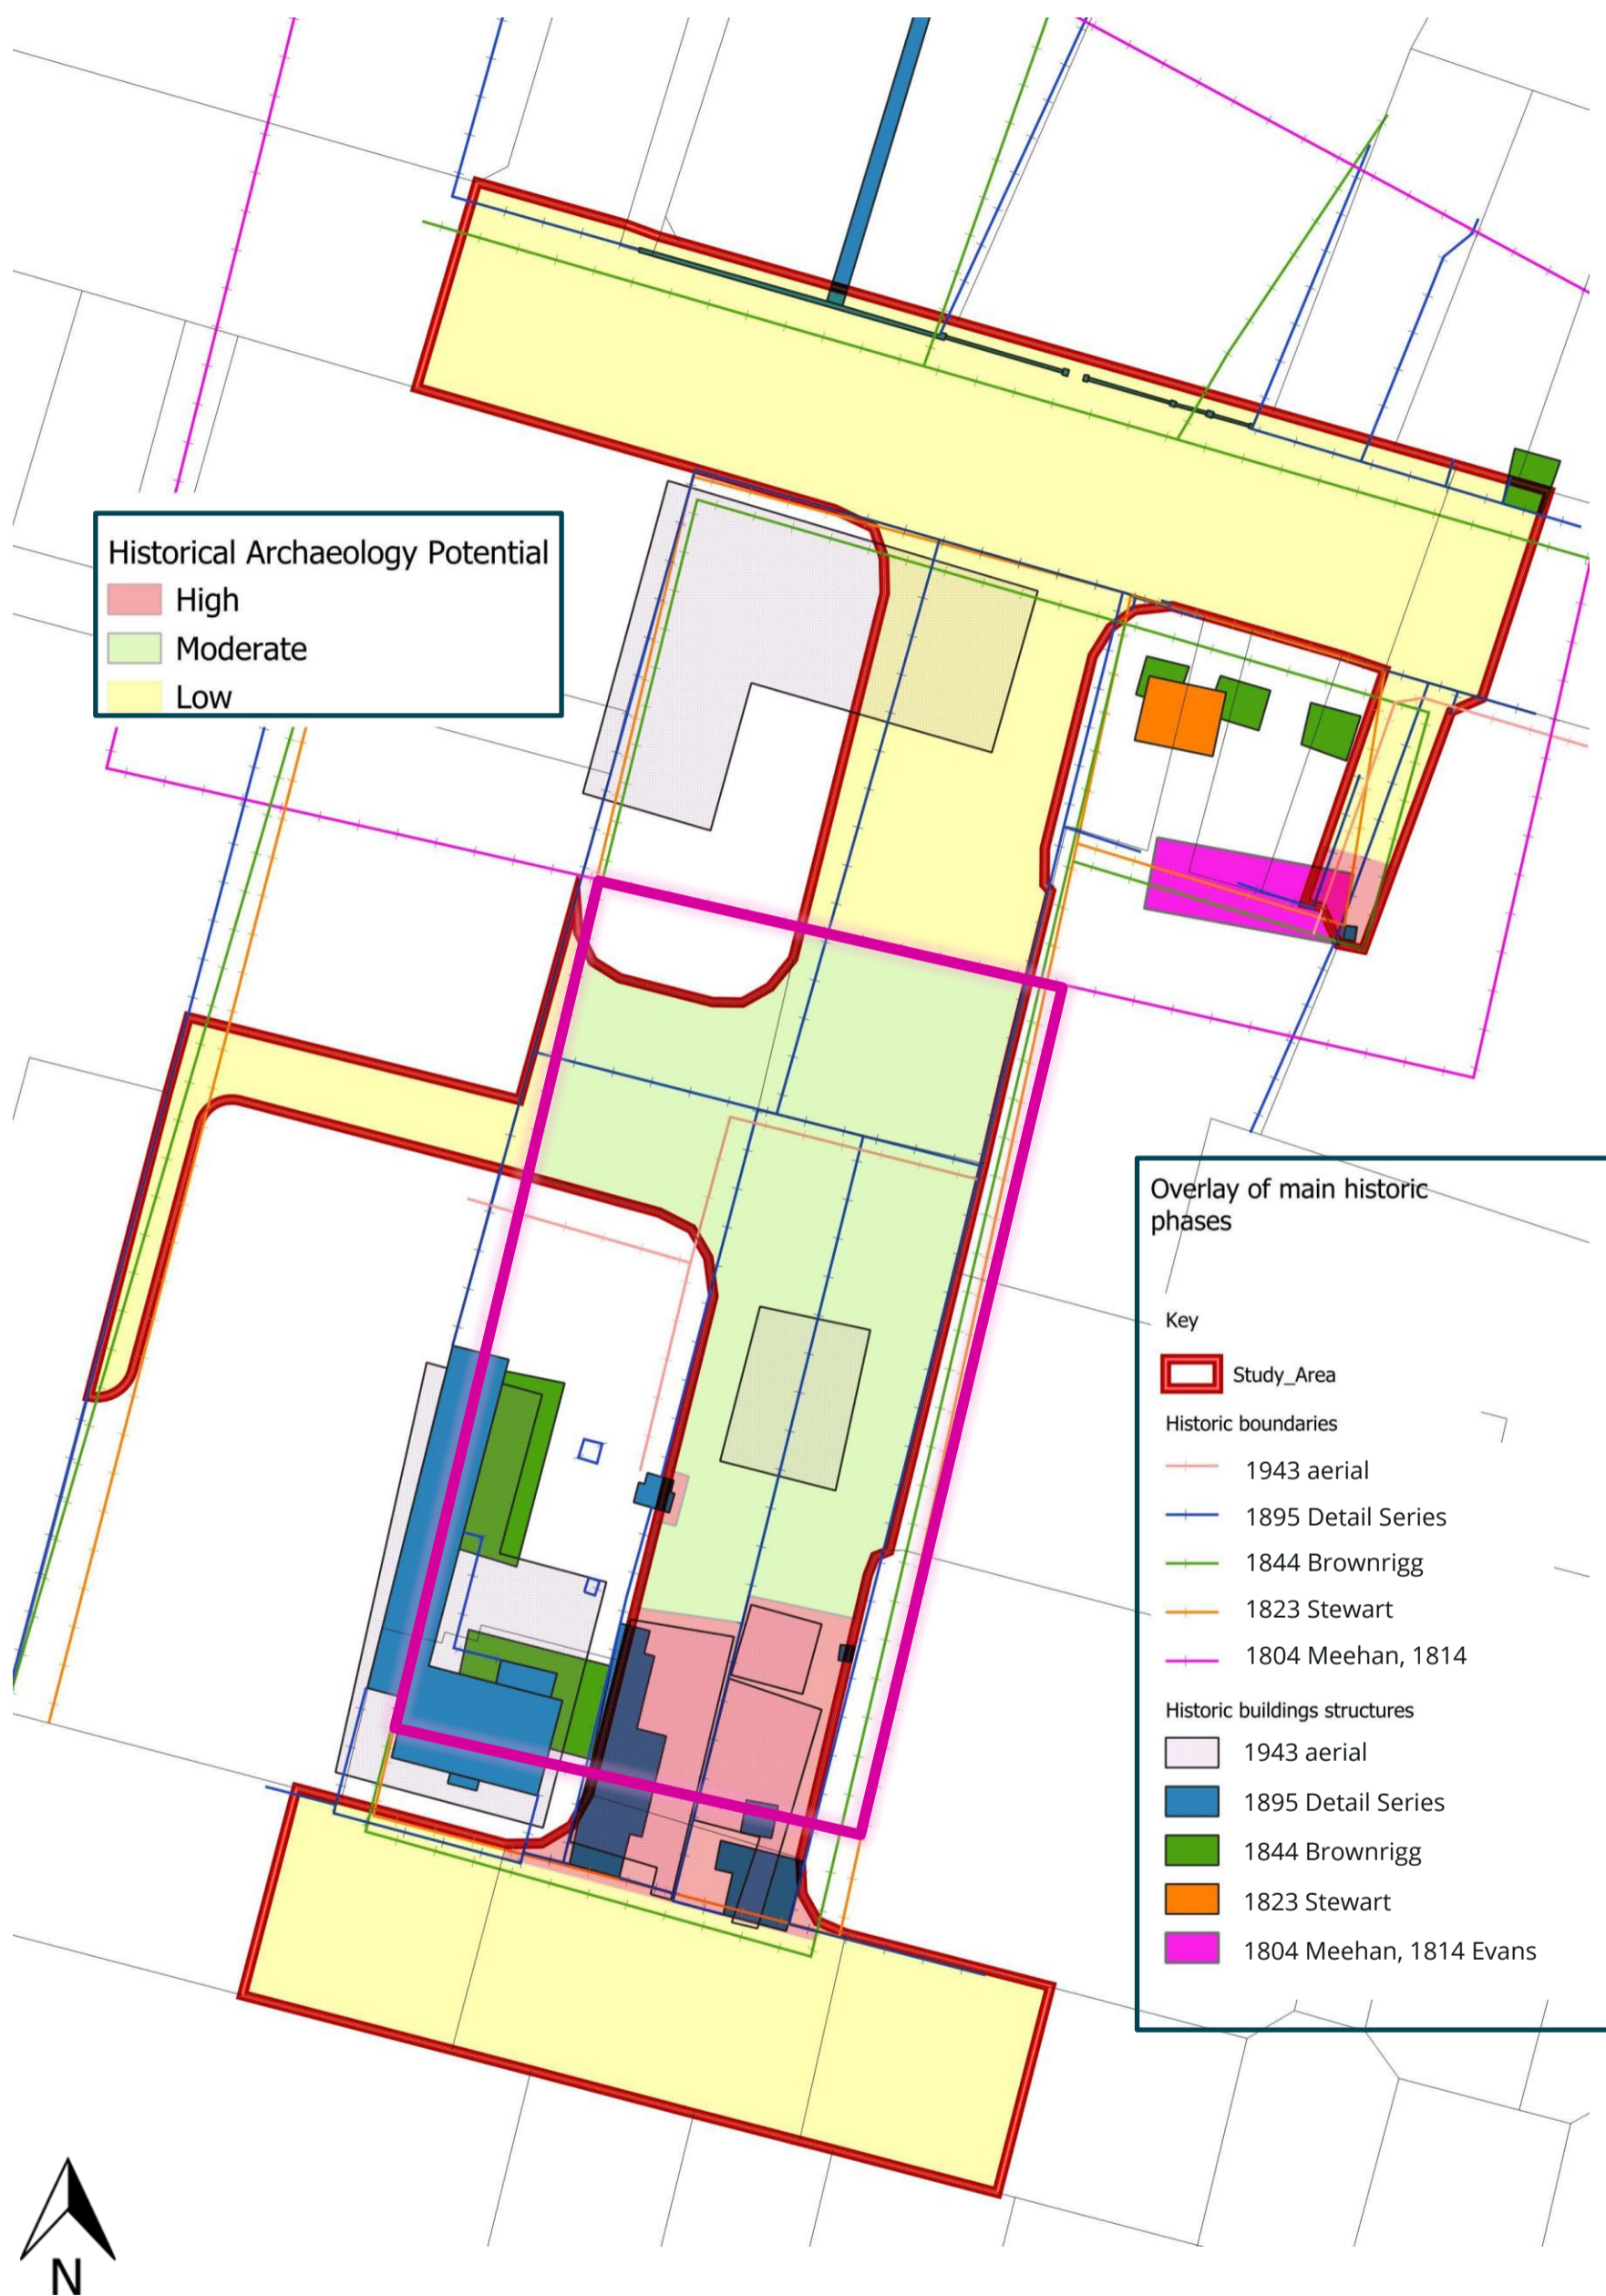 Historical Archaeology Potential
High
Moderate
Low
Overlay of main historic
phases
Key
Study_Area
Historic boundaries
1943 aerial
1895 Detail Series
1844 Brownrigg
1823 Stewart
1804 Meehan, 1814
Historic buildings structures
1943 aerial
1895 Detail Series
1844 Brownrigg
1823 Stewart
1804 Meehan, 1814 Evans
N